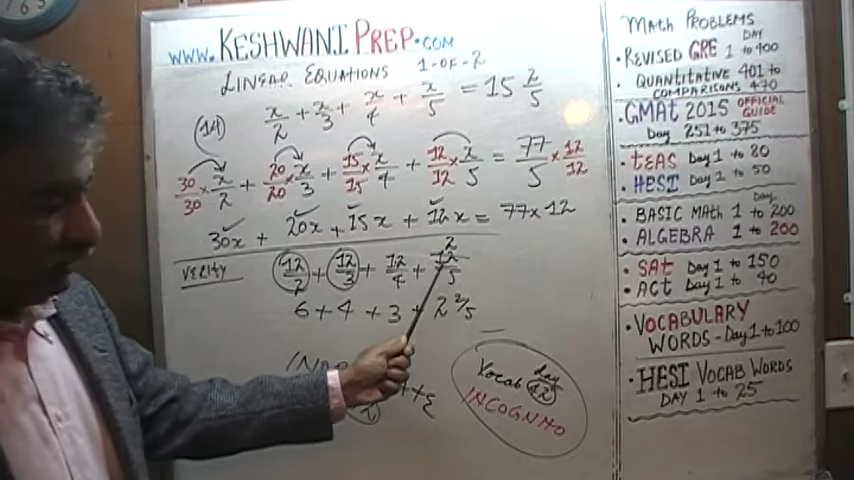 www.KESHWANIPREP.COM
LINEAR EQUATIONS 1-OF-2
(14) x/2 + x/3 + x/4 + x/5 = 15 2/5
30/30 × x/2 + 20/20 × x/3 + 15/15 × x/4 + 12/12 × x/5 = 77/5 × 12/12
30x + 20x + 15x + 12x = 77x12
VERIFY 12/2 + 12/3 + 12/4 + 12/5
6 + 4 + 3 + 2 2/5
Vocab day 42
INCOGNITO
MATH PROBLEMS
DAY
• REVISED GRE 1 to 400
• QUANTITATIVE 401 to
COMPARISONS 470
• GMAT 2015 OFFICIAL GUIDE
Day 251 to 375
• TEAS Day 1 to 80
• HESI Day 1 to 50
Day
• BASIC MATH 1 to 200
• ALGEBRA 1 to 200
• SAT Day 1 to 150
• ACT Day 1 to 40
• VOCABULARY
WORDS - Day 1 to 100
• HESI VOCAB WORDS
DAY 1 to 25